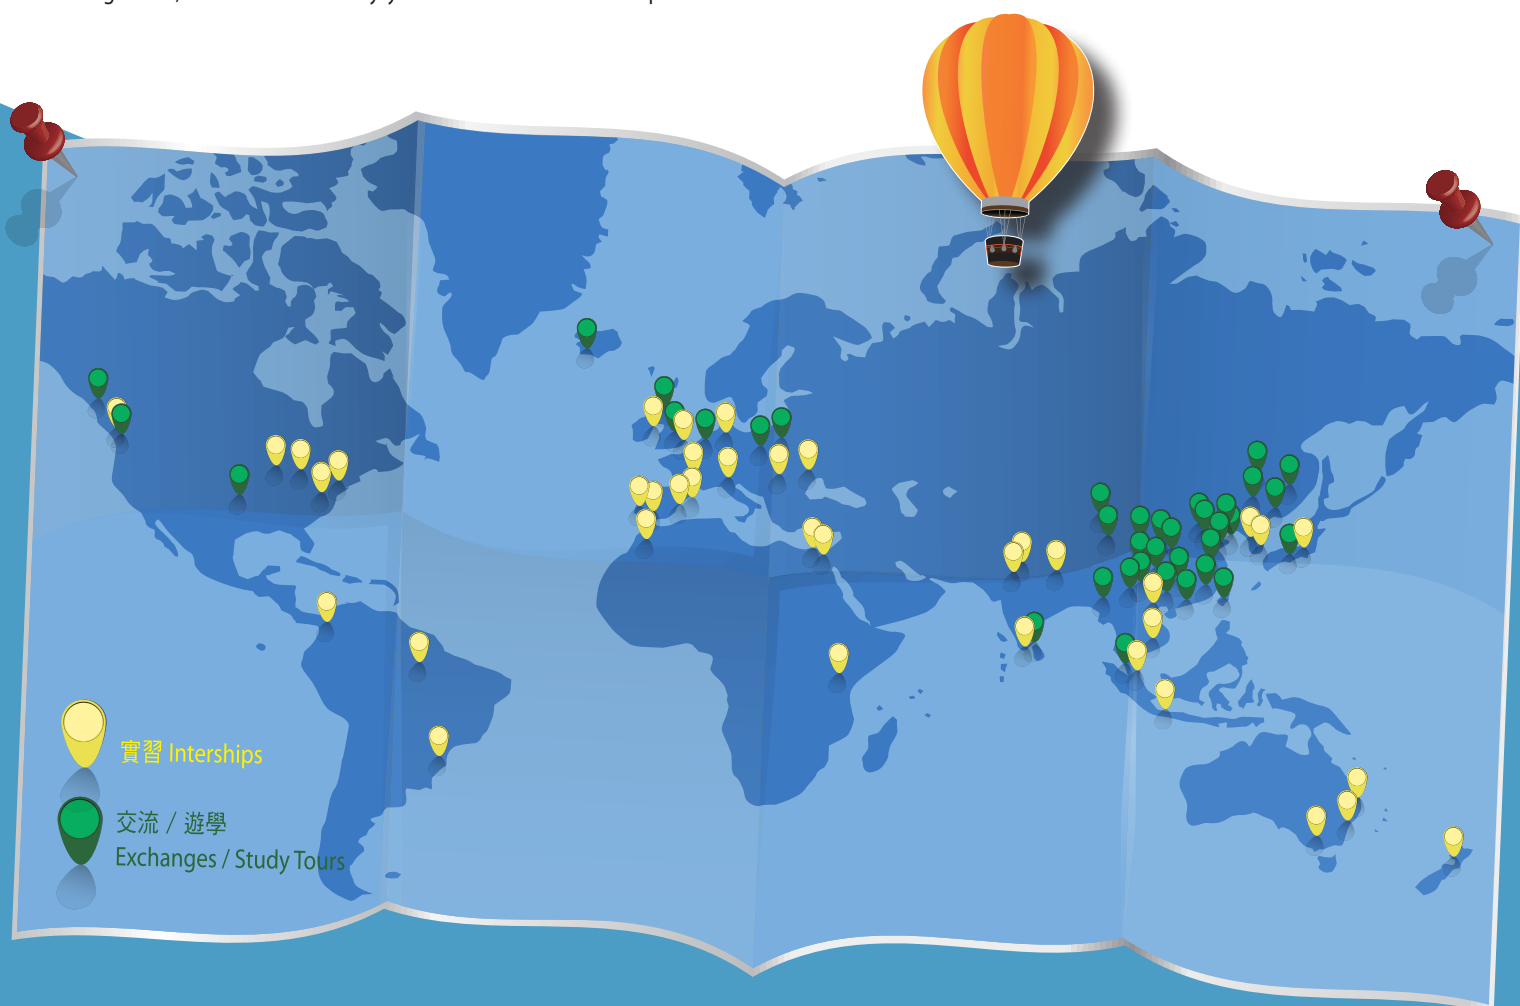 實習 Interships
交流 / 遊學
Exchanges / Study Tours